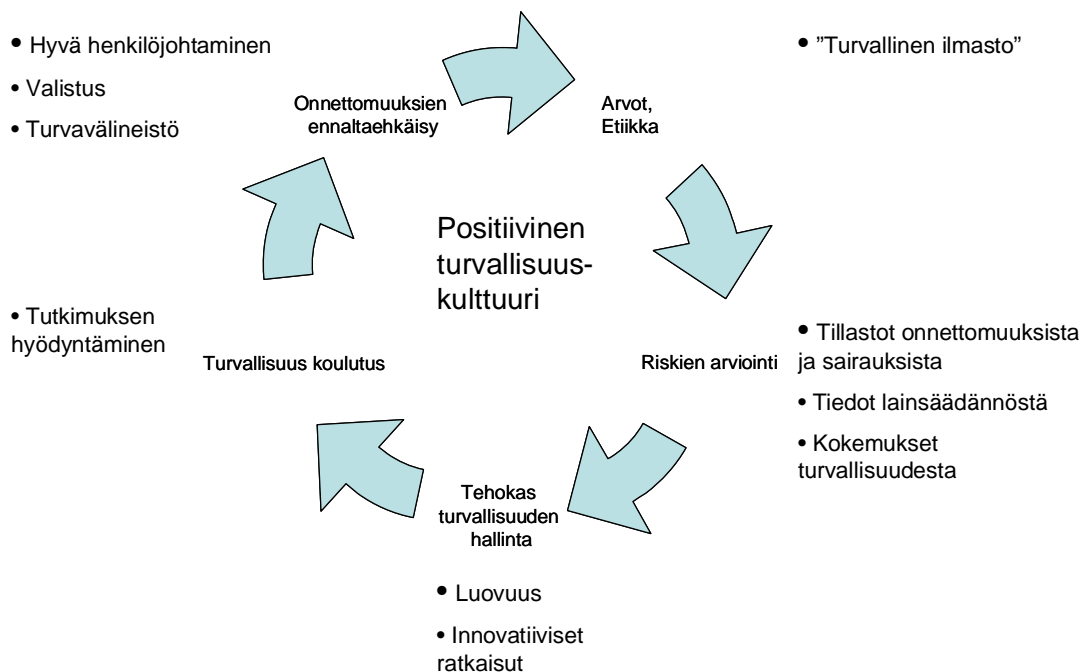 • Hyvä henkilöjohtaminen
• Valistus
• Turvavälineistö
Onnettomuuksien
ennaltaehkäisy
Arvot,
Etiikka
• ”Turvallinen ilmasto”
Positiivinen
turvallisuus-
kulttuuri
• Tutkimuksen
hyödyntäminen
Turvallisuus koulutus
Riskien arviointi
• Tillastot onnettomuuksista
ja sairauksista
• Tiedot lainsäädännöstä
• Kokemukset
turvallisuudesta
Tehokas
turvallisuuden
hallinta
• Luovuus
• Innovatiiviset
ratkaisut